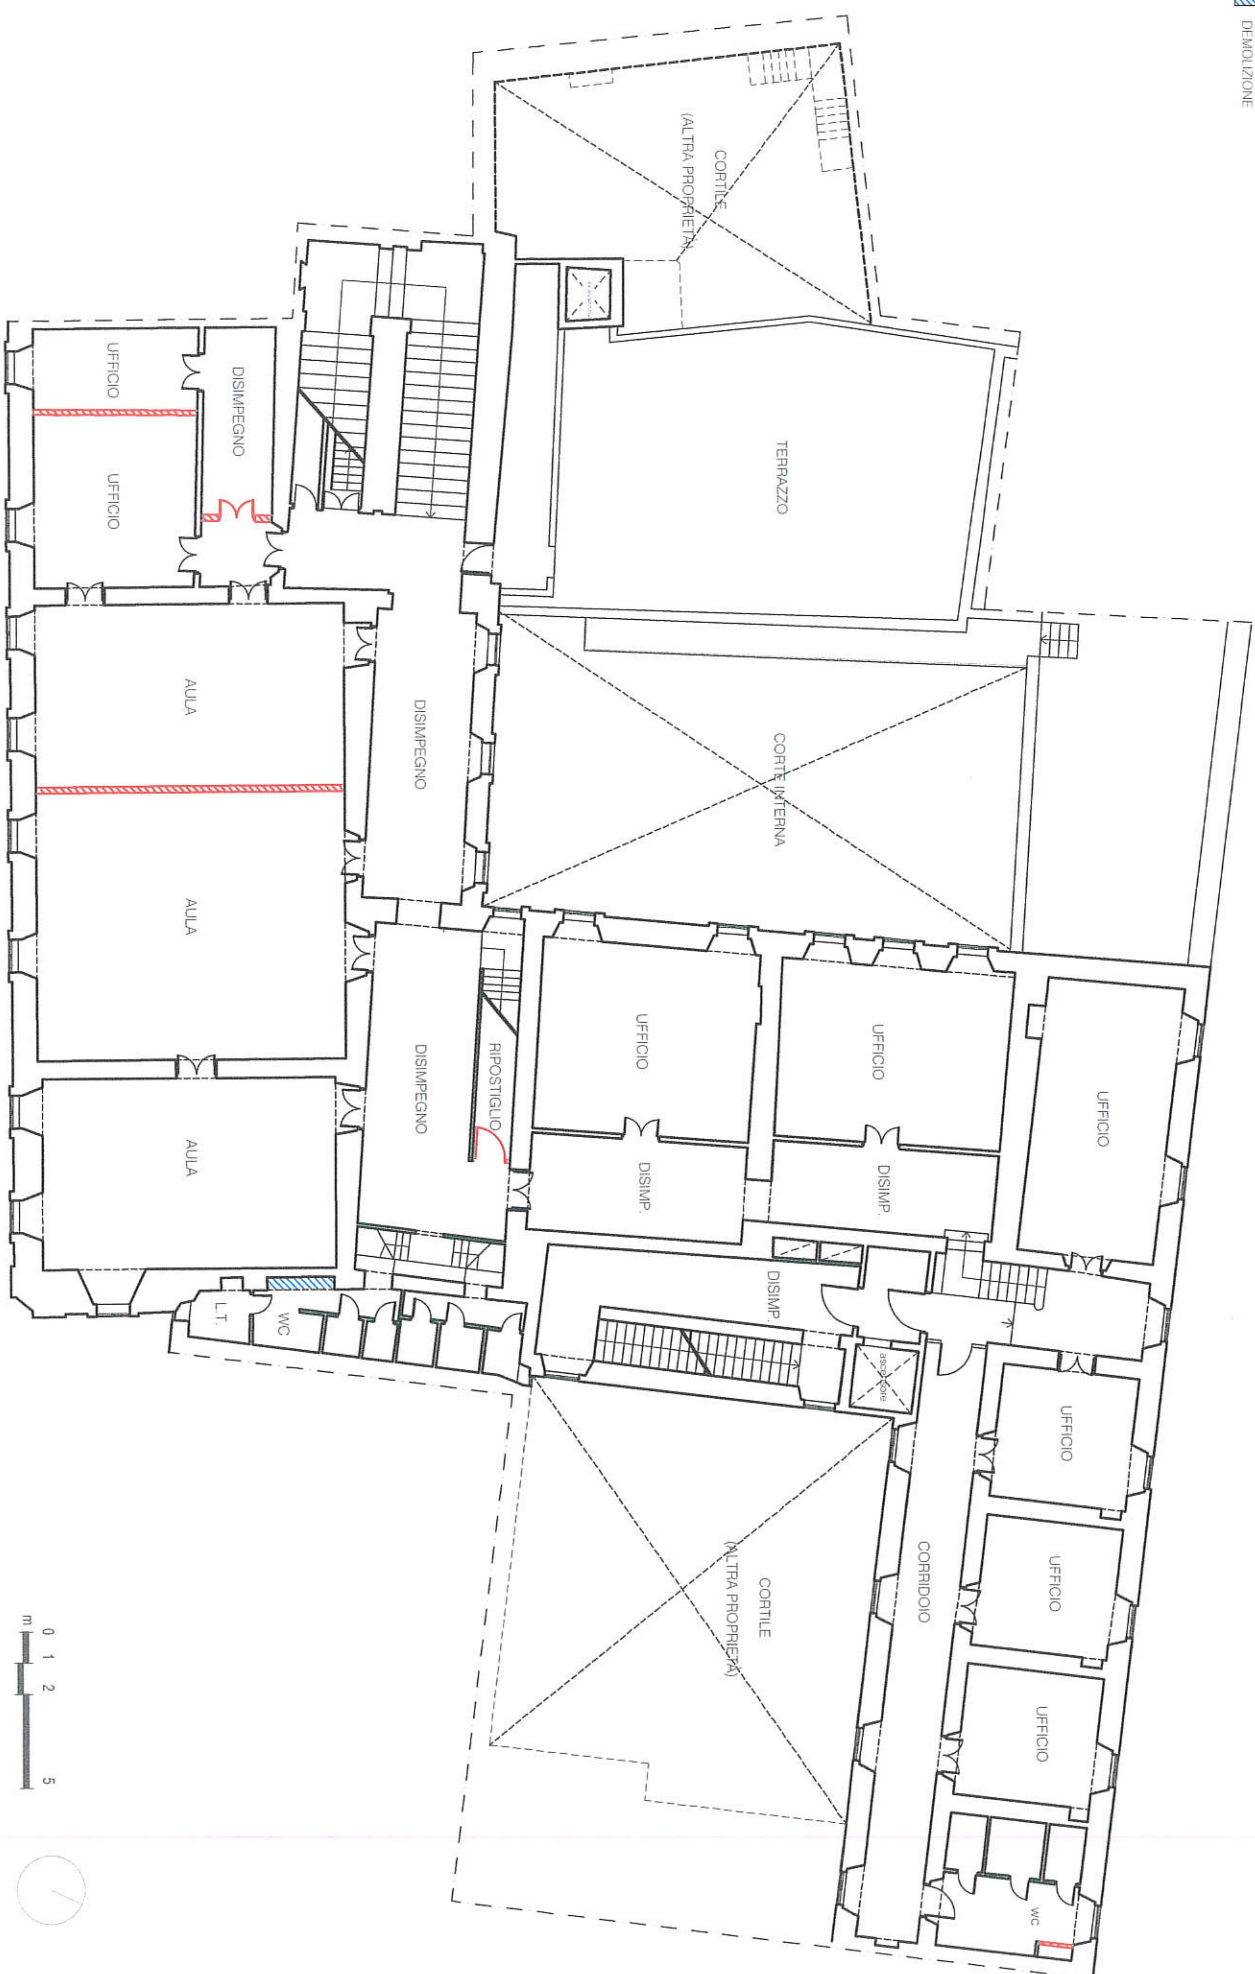 DEMOLIZIONE
CORTILE
(ALTRA PROPRIETÀ)
TERRAZZO
CORTE INTERNA
UFFICIO
DISIMPEGNO
UFFICIO
AULA
DISIMPEGNO
AULA
DISIMPEGNO
RIPOSTIGLIO
AULA
UFFICIO
UFFICIO
UFFICIO
DISIMP.
DISIMP.
DISIMP.
L.T.
WC
ascensore
UFFICIO
CORRIDOIO
UFFICIO
UFFICIO
WC
CORTILE
(ALTRA PROPRIETÀ)
m 0 1 2 5